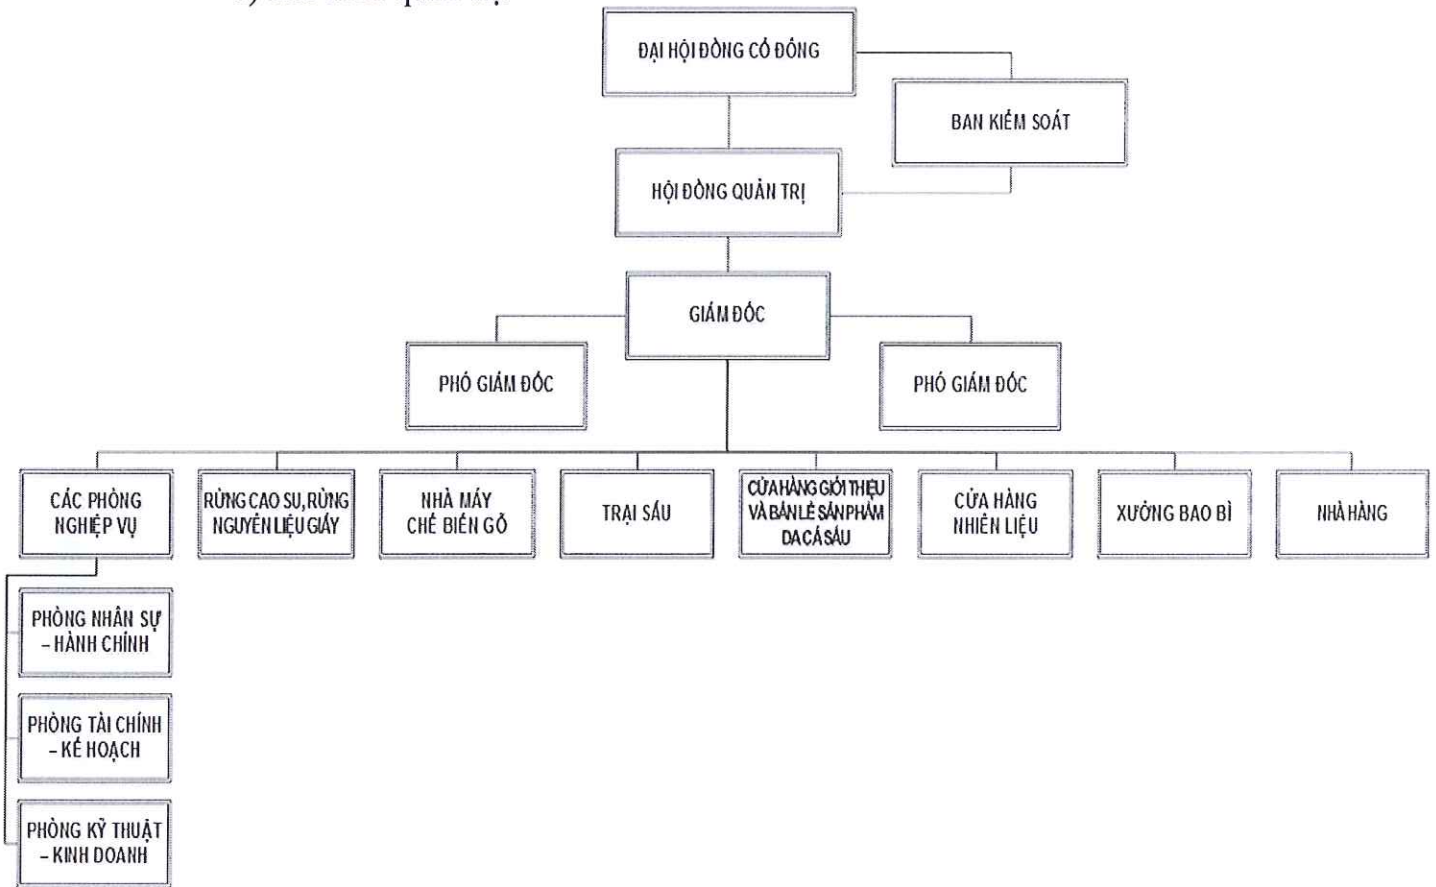 ĐẠI HỘI ĐỒNG CỔ ĐÔNG
BAN KIỂM SOÁT
HỘI ĐỒNG QUẢN TRỊ
GIÁM ĐỐC
PHÓ GIÁM ĐỐC
PHÓ GIÁM ĐỐC
CÁC PHÒNG
NGHIỆP VỤ
RỪNG CAO SU, RỪNG
NGUYÊN LIỆU GIẤY
NHÀ MÁY
CHẾ BIẾN GỖ
TRẠI SẤU
CỬA HÀNG GIỚI THIỆU
VÀ BÁN LẺ SẢN PHẨM
DA CÁ SẤU
CỬA HÀNG
NHIÊN LIỆU
XƯỞNG BAO BÌ
NHÀ HÀNG
PHÒNG NHÂN SỰ
– HÀNH CHÍNH
PHÒNG TÀI CHÍNH
– KẾ HOẠCH
PHÒNG KỸ THUẬT
– KINH DOANH